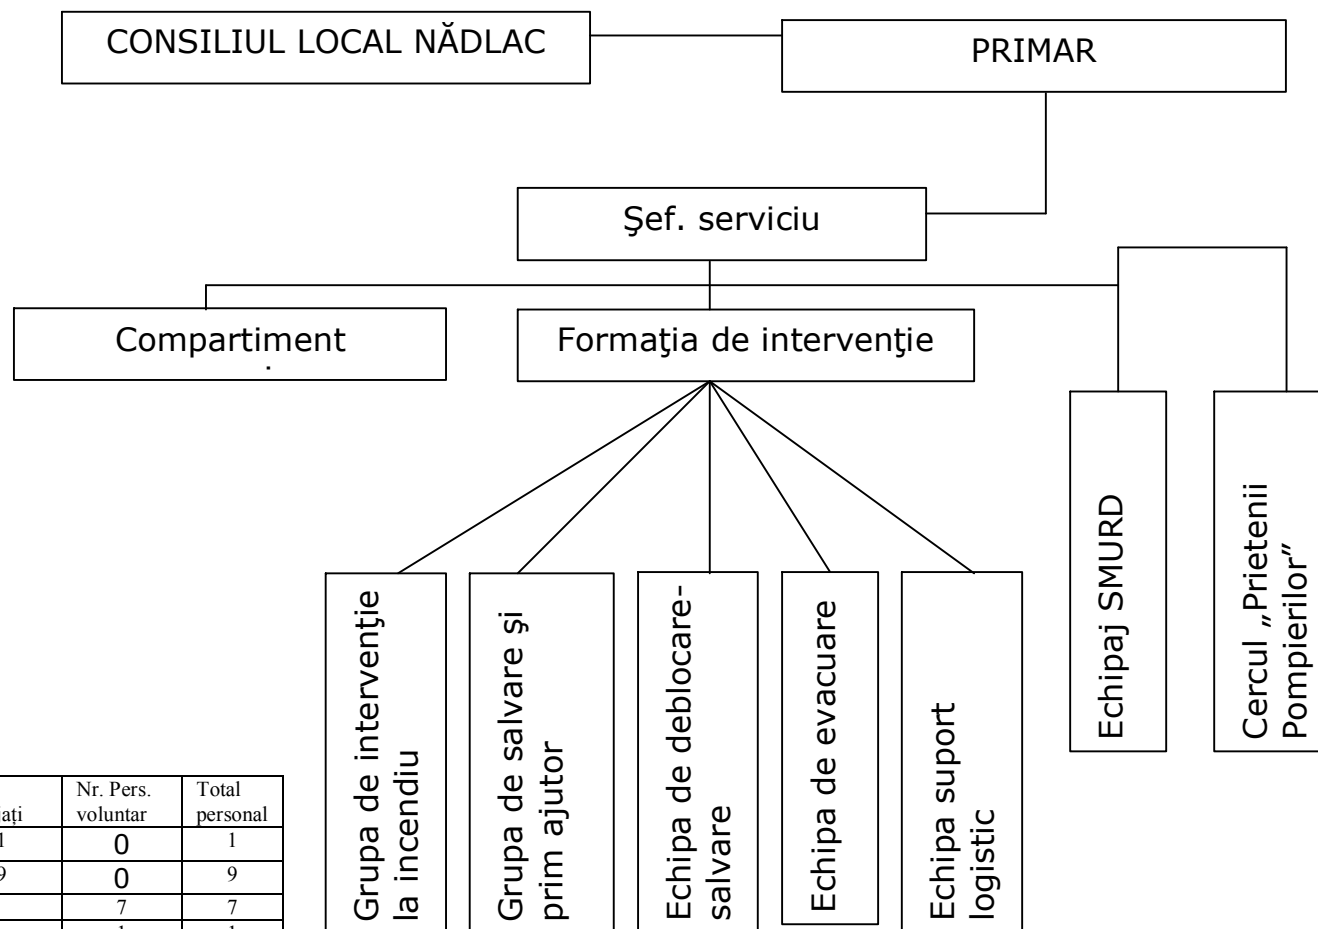 CONSILIUL LOCAL NĂDLAC
PRIMAR
Şef. serviciu
Compartiment
Formaţia de intervenţie
Grupa de intervenţie
la incendiu
Grupa de salvare şi
prim ajutor
Echipa de deblocare-
salvare
Echipa de evacuare
Echipa suport
logistic
Echipaj SMURD
Cercul „Prietenii
Pompierilor”
Nr. Pers. Total
voluntar personal
1 0 1
9 0 9
7 7